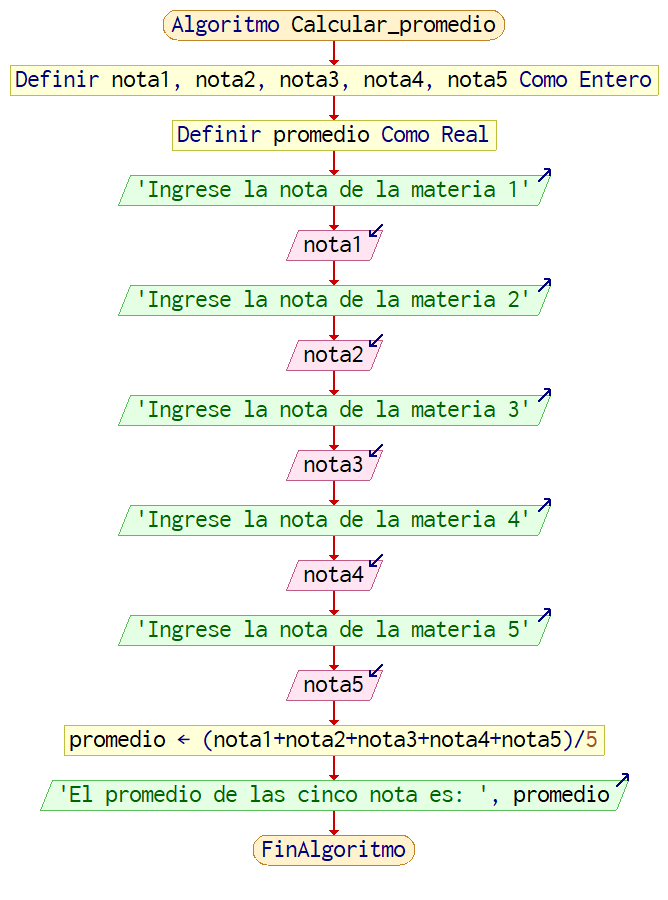 Algoritmo Calcular_promedio
Definir nota1, nota2, nota3, nota4, nota5 Como Entero
Definir promedio Como Real
'Ingrese la nota de la materia 1'
nota1
'Ingrese la nota de la materia 2'
nota2
'Ingrese la nota de la materia 3'
nota3
'Ingrese la nota de la materia 4'
nota4
'Ingrese la nota de la materia 5'
nota5
promedio ← (nota1+nota2+nota3+nota4+nota5)/5
'El promedio de las cinco nota es: ', promedio
FinAlgoritmo